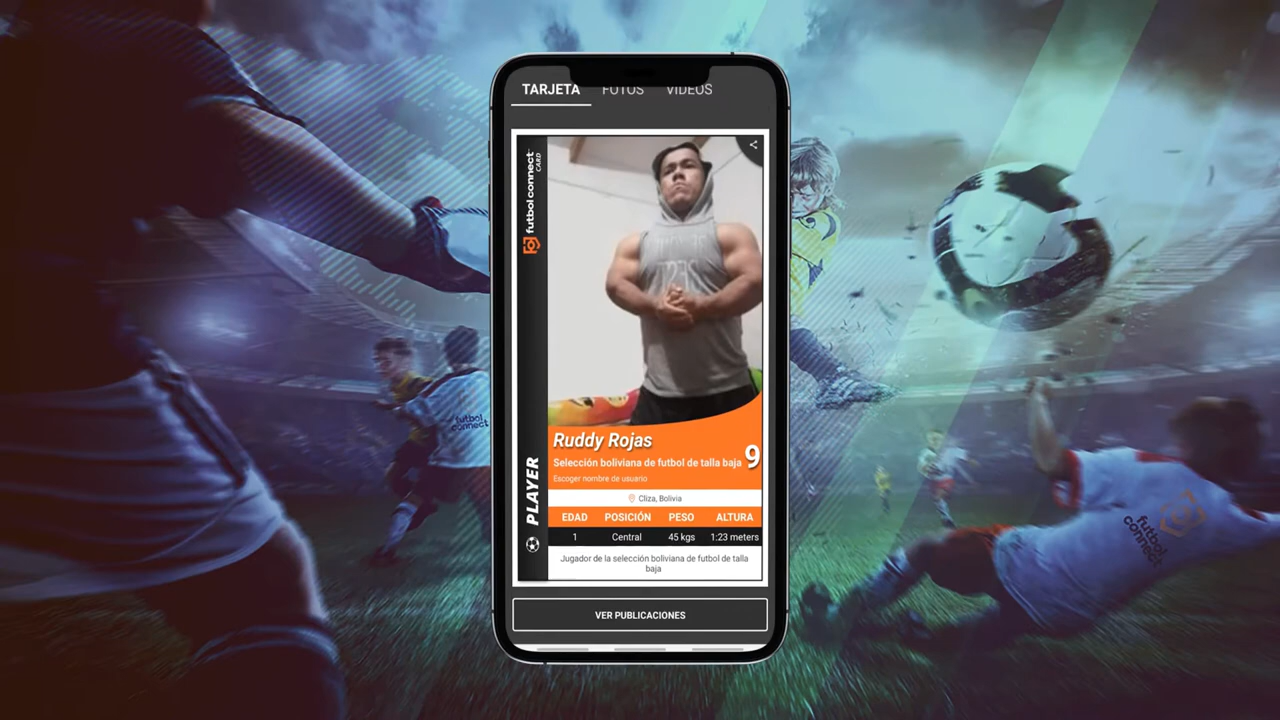 TARJETA FOTOS VIDEOS
futbol connect
CARD
PLAYER
Ruddy Rojas
9
Selección boliviana de futbol de talla baja
Escoger nombre de usuario
Cliza, Bolivia
EDAD POSICIÓN PESO ALTURA
1 Central 45 kgs 1:23 meters
Jugador de la selección boliviana de futbol de talla
baja
VER PUBLICACIONES
futbol
connect
futbol
connect